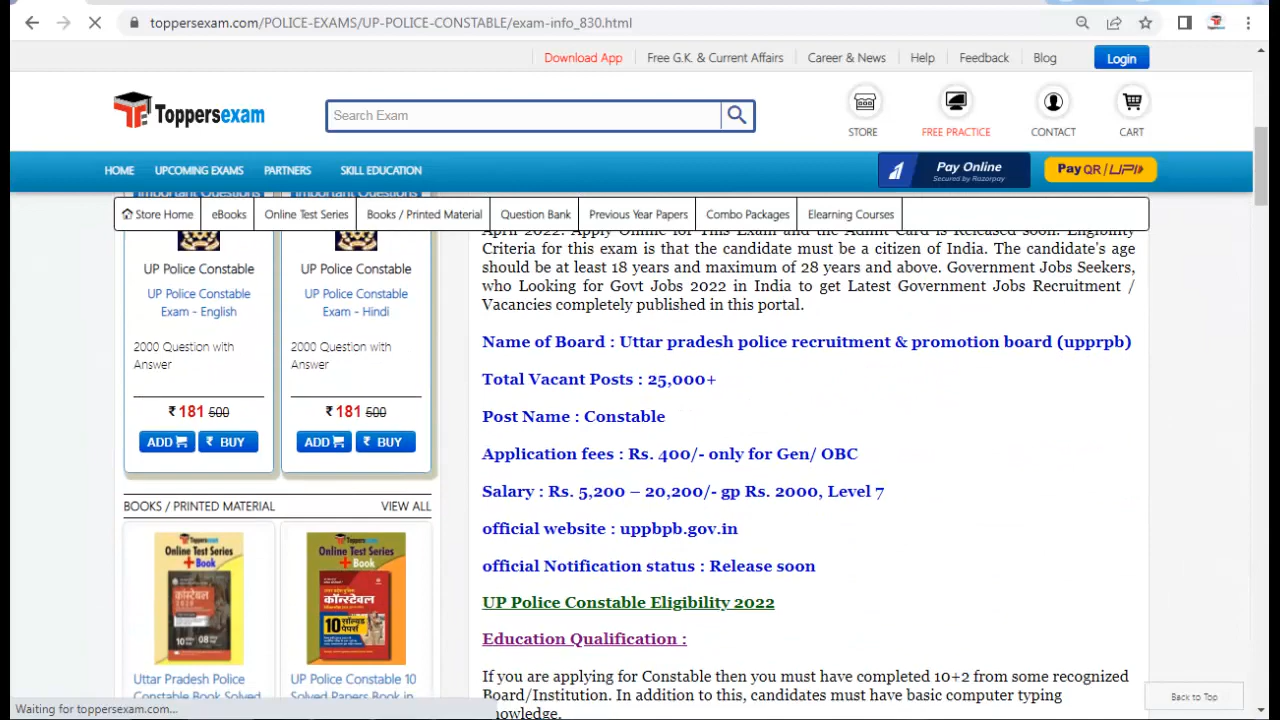 toppersexam.com/POLICE-EXAMS/UP-POLICE-CONSTABLE/exam-info_830.html
Download App
Free G.K. & Current Affairs
Career & News
Help
Feedback
Blog
Login
Toppersexam
Search Exam
STORE
FREE PRACTICE
CONTACT
CART
HOME
UPCOMING EXAMS
PARTNERS
SKILL EDUCATION
Pay Online
Secured by Razorpay
Pay QR / UPI
Important Questions
Important Questions
Store Home
eBooks
Online Test Series
Books / Printed Material
Question Bank
Previous Year Papers
Combo Packages
Elearning Courses
UP Police Constable
UP Police Constable
Exam - English
2000 Question with
Answer
₹ 181 500
ADD
₹ BUY
UP Police Constable
UP Police Constable
Exam - Hindi
2000 Question with
Answer
₹ 181 500
ADD
₹ BUY
BOOKS / PRINTED MATERIAL
VIEW ALL
Toppersexam
Online Test Series
+Book
कॉन्स्टेबल
10
08
Uttar Pradesh Police
Constable Book Solved
Toppersexam
Online Test Series
+Book
कॉन्स्टेबल
10 सॉल्व्ड
पेपर्स
UP Police Constable 10
Solved Papers Book in
April 2022. Apply Online for This Exam and the Admit Card is Released soon. Eligibility
Criteria for this exam is that the candidate must be a citizen of India. The candidate's age
should be at least 18 years and maximum of 28 years and above. Government Jobs Seekers,
who Looking for Govt Jobs 2022 in India to get Latest Government Jobs Recruitment /
Vacancies completely published in this portal.
Name of Board : Uttar pradesh police recruitment & promotion board (upprpb)
Total Vacant Posts : 25,000+
Post Name : Constable
Application fees : Rs. 400/- only for Gen/ OBC
Salary : Rs. 5,200 – 20,200/- gp Rs. 2000, Level 7
official website : uppbpb.gov.in
official Notification status : Release soon
UP Police Constable Eligibility 2022
Education Qualification :
If you are applying for Constable then you must have completed 10+2 from some recognized
Board/Institution. In addition to this, candidates must have basic computer typing
knowledge.
Back to Top
Waiting for toppersexam.com...